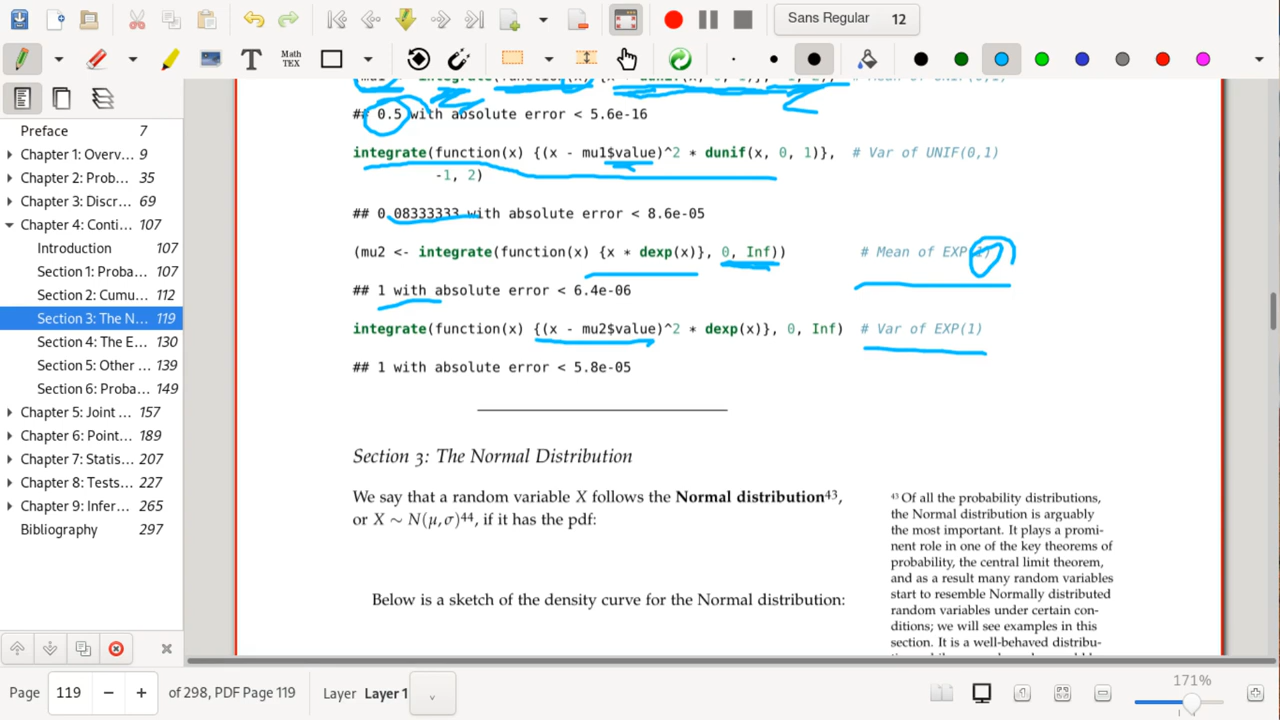 Sans Regular 12
Math
TEX
Preface 7
Chapter 1: Overv... 9
Chapter 2: Prob... 35
Chapter 3: Discr... 69
Chapter 4: Conti... 107
Introduction 107
Section 1: Proba... 107
Section 2: Cumu... 112
Section 3: The N... 119
Section 4: The E... 130
Section 5: Other ... 139
Section 6: Proba... 149
Chapter 5: Joint ... 157
Chapter 6: Point... 189
Chapter 7: Statis... 207
Chapter 8: Tests... 227
Chapter 9: Infer... 265
Bibliography 297
## 0.5 with absolute error < 5.6e-16
integrate(function(x) {(x - mu1$value)^2 * dunif(x, 0, 1)}, # Var of UNIF(0,1)
-1, 2)
## 0.08333333 with absolute error < 8.6e-05
(mu2 <- integrate(function(x) {x * dexp(x)}, 0, Inf)) # Mean of EXP(1)
## 1 with absolute error < 6.4e-06
integrate(function(x) {(x - mu2$value)^2 * dexp(x)}, 0, Inf) # Var of EXP(1)
## 1 with absolute error < 5.8e-05
Section 3: The Normal Distribution
We say that a random variable X follows the Normal distribution⁴³,
or X ∼ N(μ, σ)⁴⁴, if it has the pdf:
Below is a sketch of the density curve for the Normal distribution:
⁴³ Of all the probability distributions,
the Normal distribution is arguably
the most important. It plays a promi-
nent role in one of the key theorems of
probability, the central limit theorem,
and as a result many random variables
start to resemble Normally distributed
random variables under certain con-
ditions; we will see examples in this
section. It is a well-behaved distribu-
Page 119 of 298, PDF Page 119 Layer Layer 1
171%